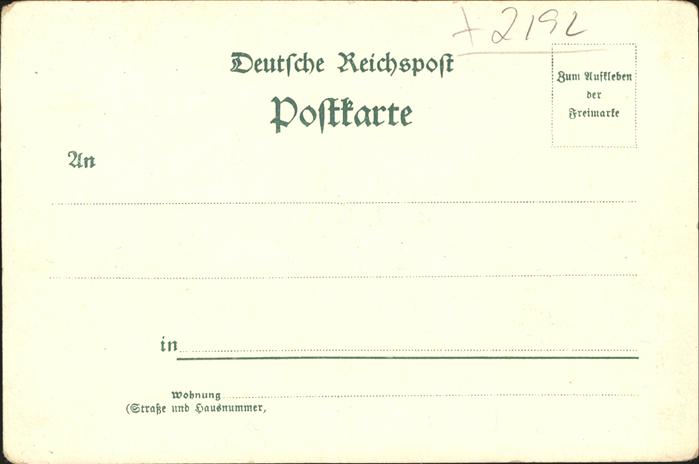 +2192
Deutsche Reichspost
Postkarte
Zum Aufkleben
der
Freimarke
An
in
Wohnung
(Straße und Hausnummer,